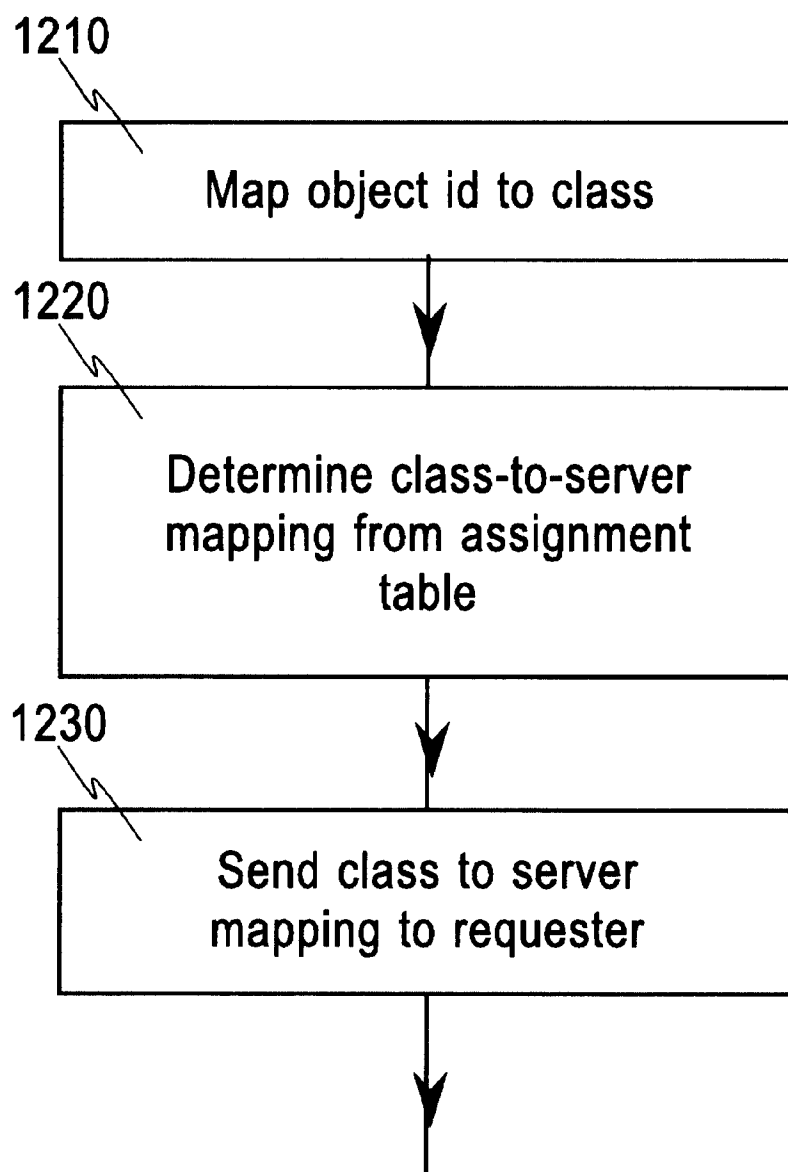 1210
Map object id to class
1220
Determine class-to-server
mapping from assignment
table
1230
Send class to server
mapping to requester